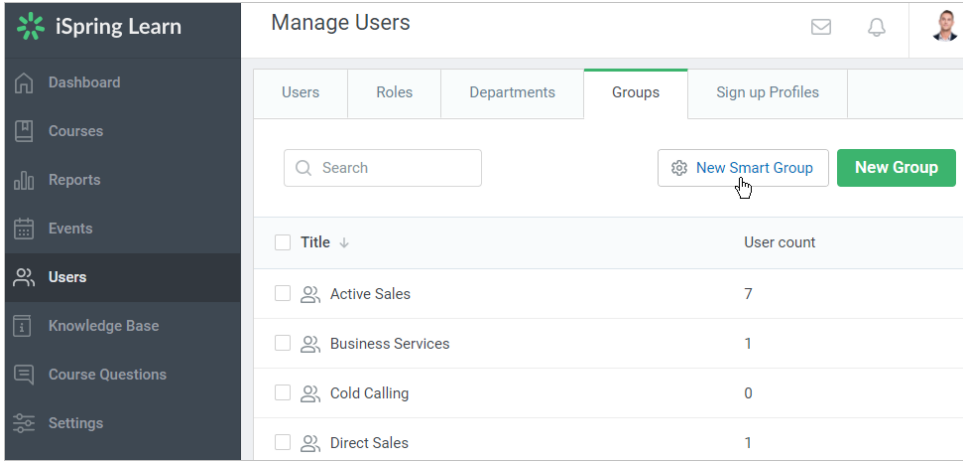 iSpring Learn
Manage Users
Dashboard
Courses
Reports
Events
Users
Knowledge Base
Course Questions
Settings
Users Roles Departments Groups Sign up Profiles
Search
New Smart Group
New Group
Title User count
Active Sales 7
Business Services 1
Cold Calling 0
Direct Sales 1